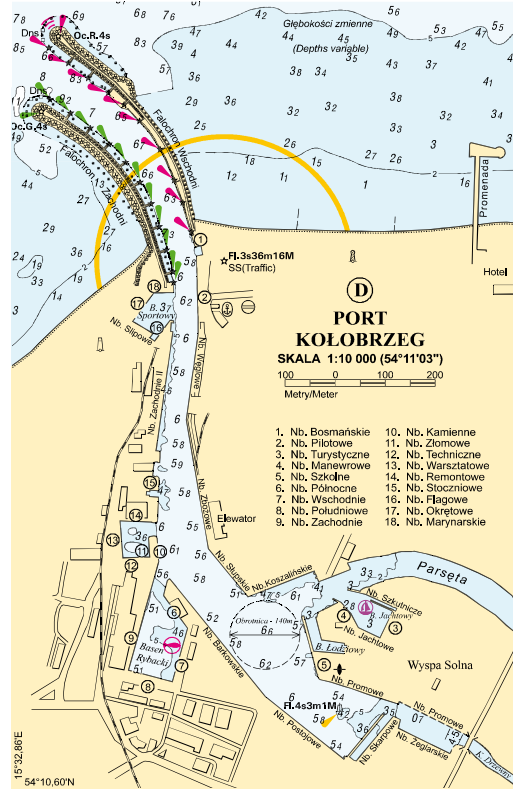 Głębokości zmienne
(Depths variable)
Dns
Oc.R.4s
Dns
Oc.G.4s
Falochron Wschodni
Falochron Zachodni
Promenada
Hotel
Fl.3s36m16M
SS(Traffic)
B. Sportowy
Nb. Slipowe
Nb. Węglowe
Nb. Zachodnie II
D
PORT
KOŁOBRZEG
SKALA 1:10 000 (54°11'03")
100 0 100 200
Metry/Meter
1. Nb. Bosmańskie
2. Nb. Pilotowe
3. Nb. Turystyczne
4. Nb. Manewrowe
5. Nb. Szkolne
6. Nb. Północne
7. Nb. Wschodnie
8. Nb. Południowe
9. Nb. Zachodnie
10. Nb. Kamienne
11. Nb. Złomowe
12. Nb. Techniczne
13. Nb. Warsztatowe
14. Nb. Remontowe
15. Nb. Stoczniowe
16. Nb. Flagowe
17. Nb. Okrętowe
18. Nb. Marynarskie
Nb. Zbożowe
Elewator
Nb. Słupskie
Nb. Koszalińskie
Parsęta
Nb. Szkutnicze
B. Jachtowy
Nb. Jachtowe
Obrotnica - 140m
B. Łodziowy
Wyspa Solna
Nb. Barkowskie
Basen
Rybacki
Nb. Promowe
Fl.4s3m1M
Nb. Postojowe
Nb. Skarpowe
Nb. Promowe
Nb. Żeglarskie
K. Drzewny
15°32,86'E
54°10,60'N